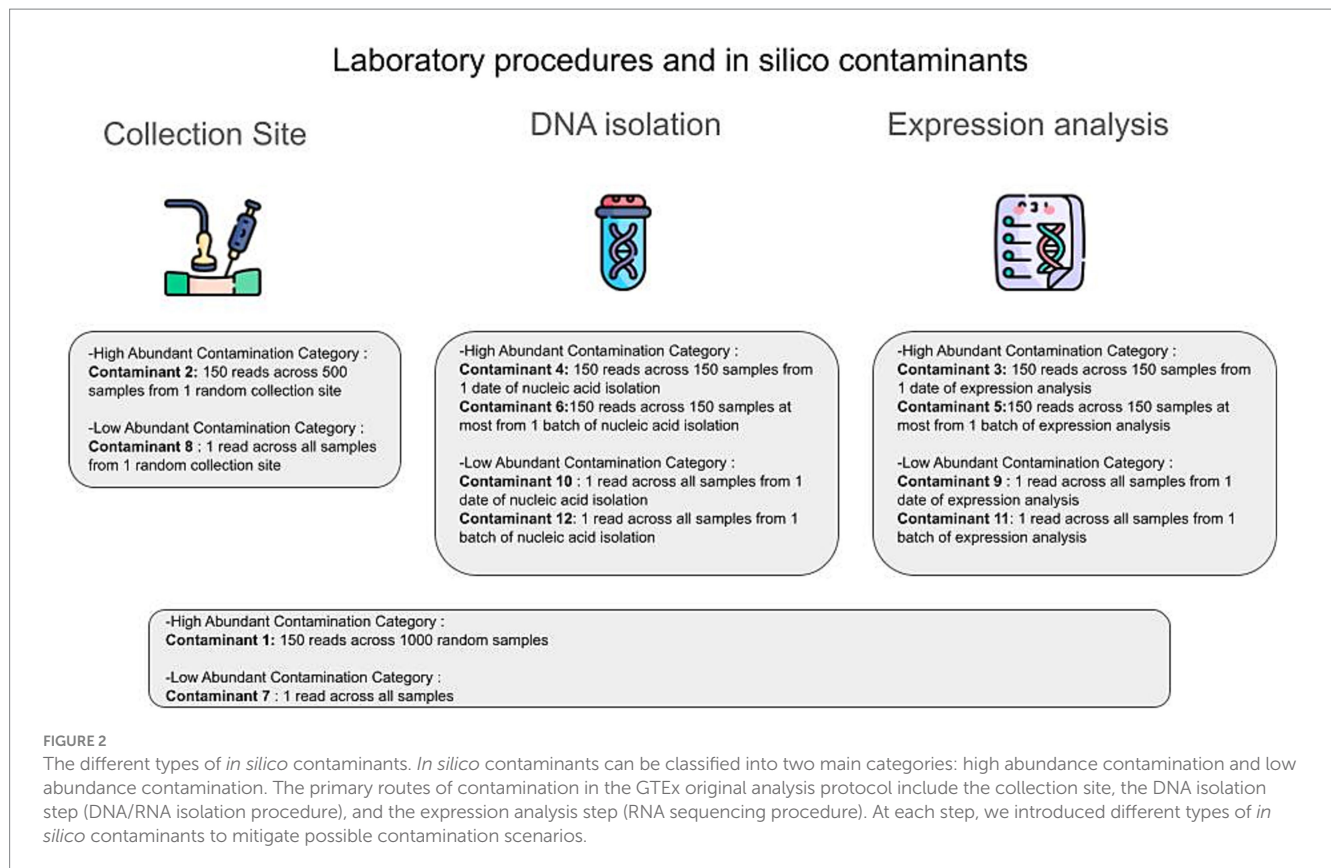 Laboratory procedures and in silico contaminants
Collection Site
DNA isolation
Expression analysis
-High Abundant Contamination Category :
Contaminant 2: 150 reads across 500
samples from 1 random collection site
-Low Abundant Contamination Category :
Contaminant 8 : 1 read across all samples
from 1 random collection site
-High Abundant Contamination Category :
Contaminant 4: 150 reads across 150 samples from
1 date of nucleic acid isolation
Contaminant 6:150 reads across 150 samples at
most from 1 batch of nucleic acid isolation
-Low Abundant Contamination Category :
Contaminant 10 : 1 read across all samples from 1
date of nucleic acid isolation
Contaminant 12: 1 read across all samples from 1
batch of nucleic acid isolation
-High Abundant Contamination Category :
Contaminant 3: 150 reads across 150 samples from
1 date of expression analysis
Contaminant 5:150 reads across 150 samples at
most from 1 batch of expression analysis
-Low Abundant Contamination Category :
Contaminant 9 : 1 read across all samples from 1
date of expression analysis
Contaminant 11: 1 read across all samples from 1
batch of expression analysis
-High Abundant Contamination Category :
Contaminant 1: 150 reads across 1000 random samples
-Low Abundant Contamination Category :
Contaminant 7 : 1 read across all samples
FIGURE 2
The different types of in silico contaminants. In silico contaminants can be classified into two main categories: high abundance contamination and low
abundance contamination. The primary routes of contamination in the GTEx original analysis protocol include the collection site, the DNA isolation
step (DNA/RNA isolation procedure), and the expression analysis step (RNA sequencing procedure). At each step, we introduced different types of in
silico contaminants to mitigate possible contamination scenarios.